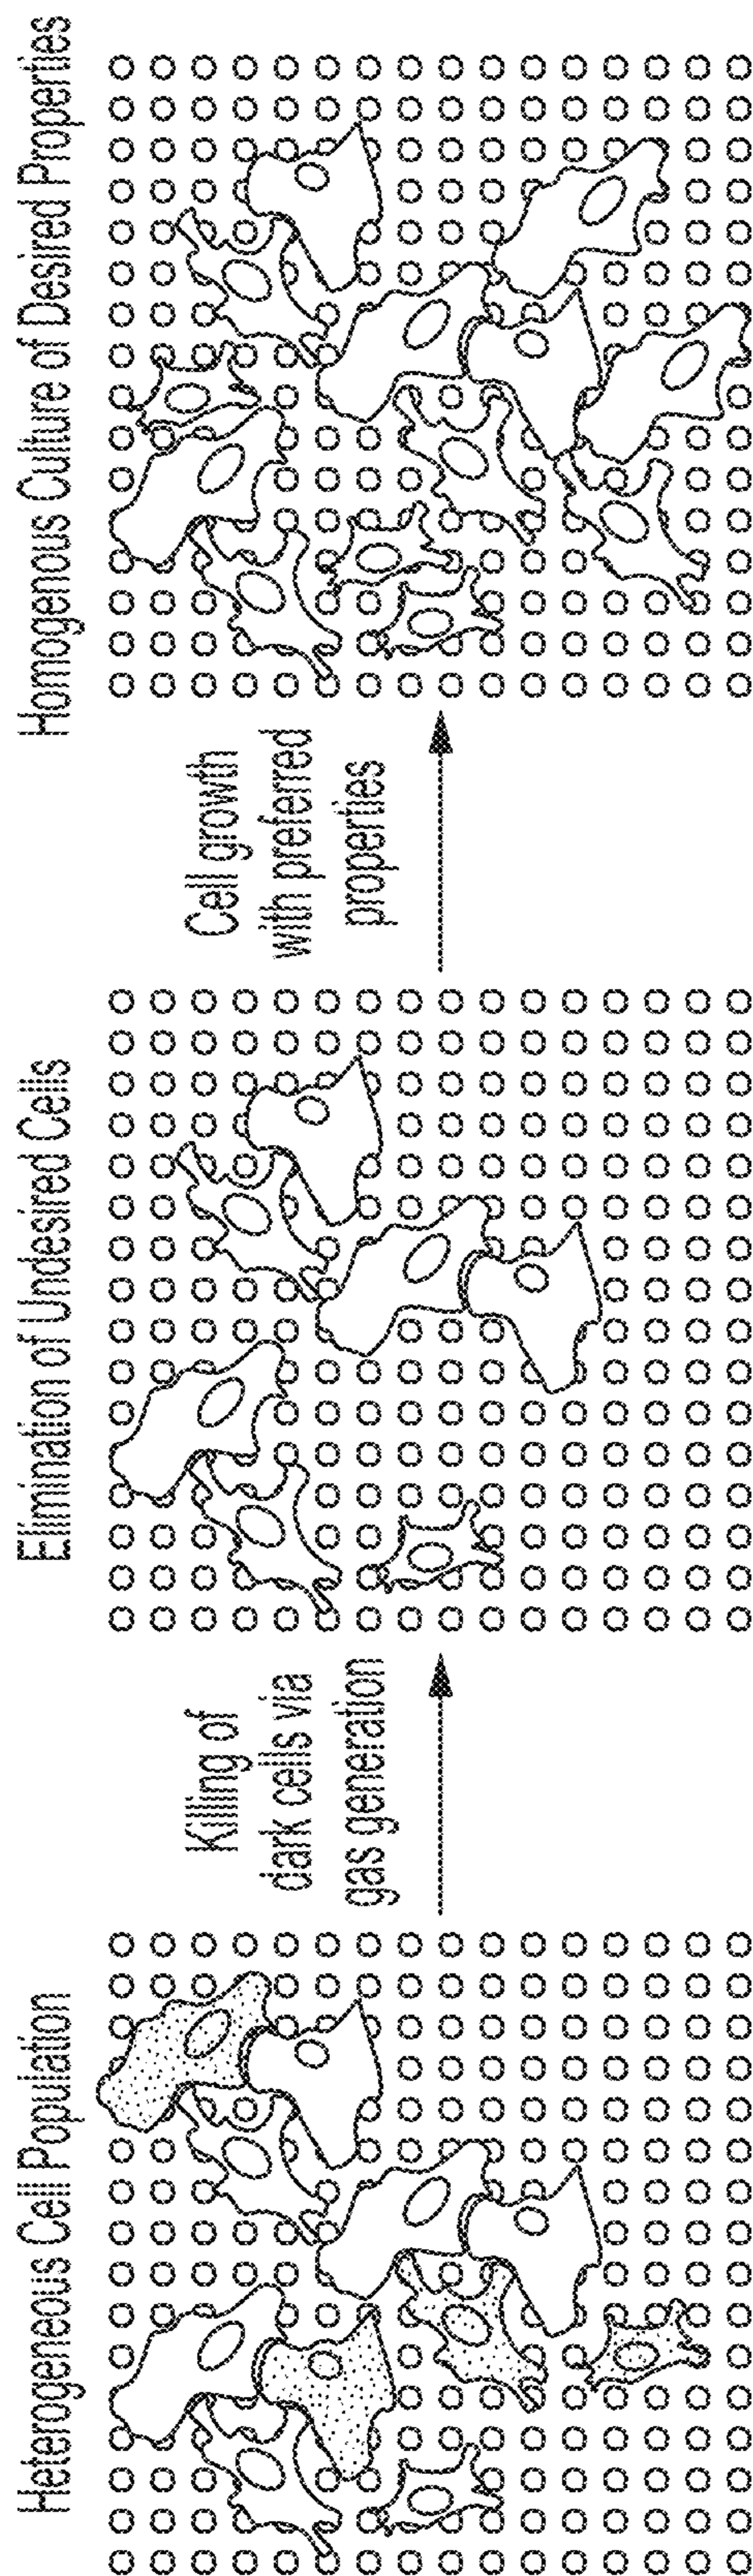 Heterogeneous Cell Population
Killing of
dark cells via
gas generation
Elimination of Undesired Cells
Cell growth
with preferred
properties
Homogenous Culture of Desired Properties